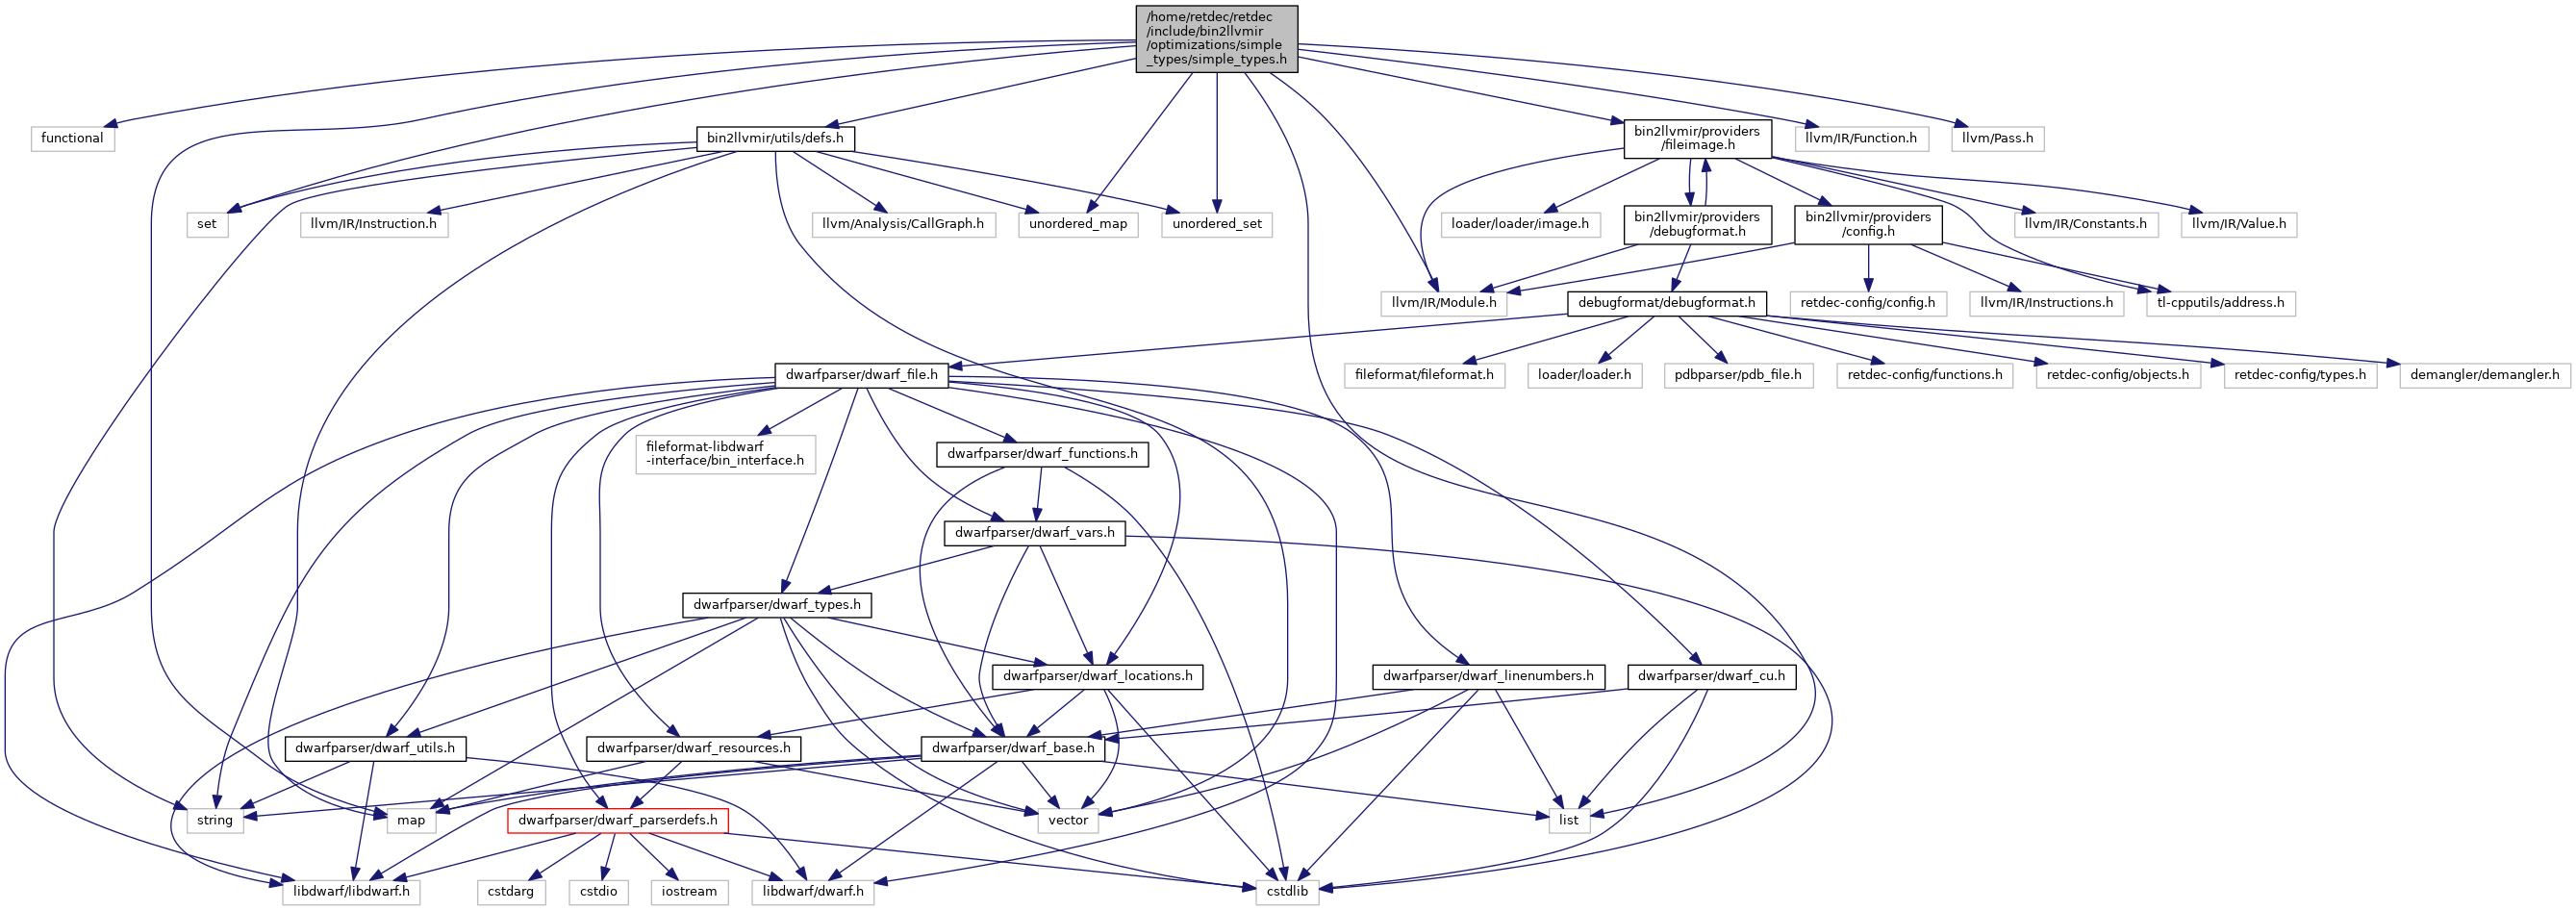 /home/retdec/retdec
/include/bin2llvmir
/optimizations/simple
_types/simple_types.h
functional
bin2llvmir/utils/defs.h
bin2llvmir/providers
/fileimage.h
llvm/IR/Function.h
llvm/Pass.h
set
llvm/IR/Instruction.h
llvm/Analysis/CallGraph.h
unordered_map
unordered_set
loader/loader/image.h
bin2llvmir/providers
/debugformat.h
bin2llvmir/providers
/config.h
llvm/IR/Constants.h
llvm/IR/Value.h
llvm/IR/Module.h
debugformat/debugformat.h
retdec-config/config.h
llvm/IR/Instructions.h
tl-cpputils/address.h
dwarfparser/dwarf_file.h
fileformat/fileformat.h
loader/loader.h
pdbparser/pdb_file.h
retdec-config/functions.h
retdec-config/objects.h
retdec-config/types.h
demangler/demangler.h
fileformat-libdwarf
-interface/bin_interface.h
dwarfparser/dwarf_functions.h
dwarfparser/dwarf_vars.h
dwarfparser/dwarf_types.h
dwarfparser/dwarf_locations.h
dwarfparser/dwarf_linenumbers.h
dwarfparser/dwarf_cu.h
dwarfparser/dwarf_utils.h
dwarfparser/dwarf_resources.h
dwarfparser/dwarf_base.h
string
map
dwarfparser/dwarf_parserdefs.h
vector
list
libdwarf/libdwarf.h
cstdarg
cstdio
iostream
libdwarf/dwarf.h
cstdlib